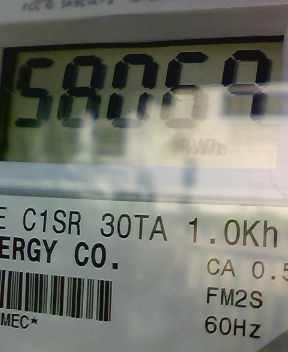 58069
kWh
E C1SR 30TA 1.0Kh
ERGY CO.
CA 0.5
FM2S
MEC*
60Hz